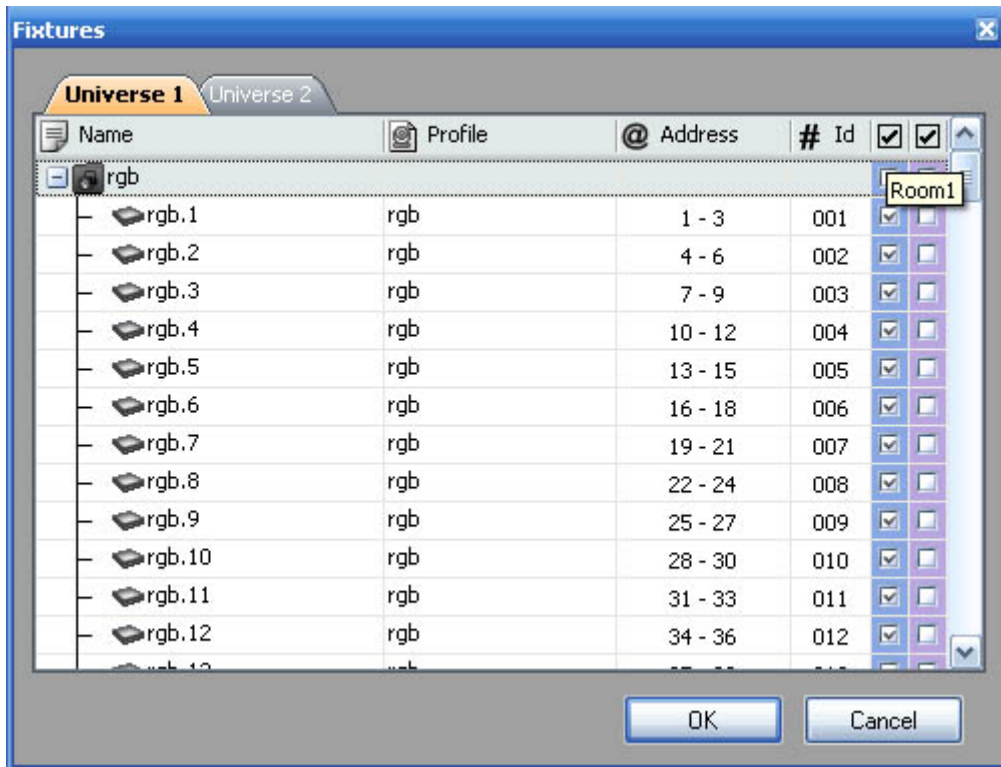 Fixtures
Universe 1 Universe 2
Name Profile @ Address # Id
rgb
Room1
rgb.1 rgb 1 - 3 001
rgb.2 rgb 4 - 6 002
rgb.3 rgb 7 - 9 003
rgb.4 rgb 10 - 12 004
rgb.5 rgb 13 - 15 005
rgb.6 rgb 16 - 18 006
rgb.7 rgb 19 - 21 007
rgb.8 rgb 22 - 24 008
rgb.9 rgb 25 - 27 009
rgb.10 rgb 28 - 30 010
rgb.11 rgb 31 - 33 011
rgb.12 rgb 34 - 36 012
OK Cancel